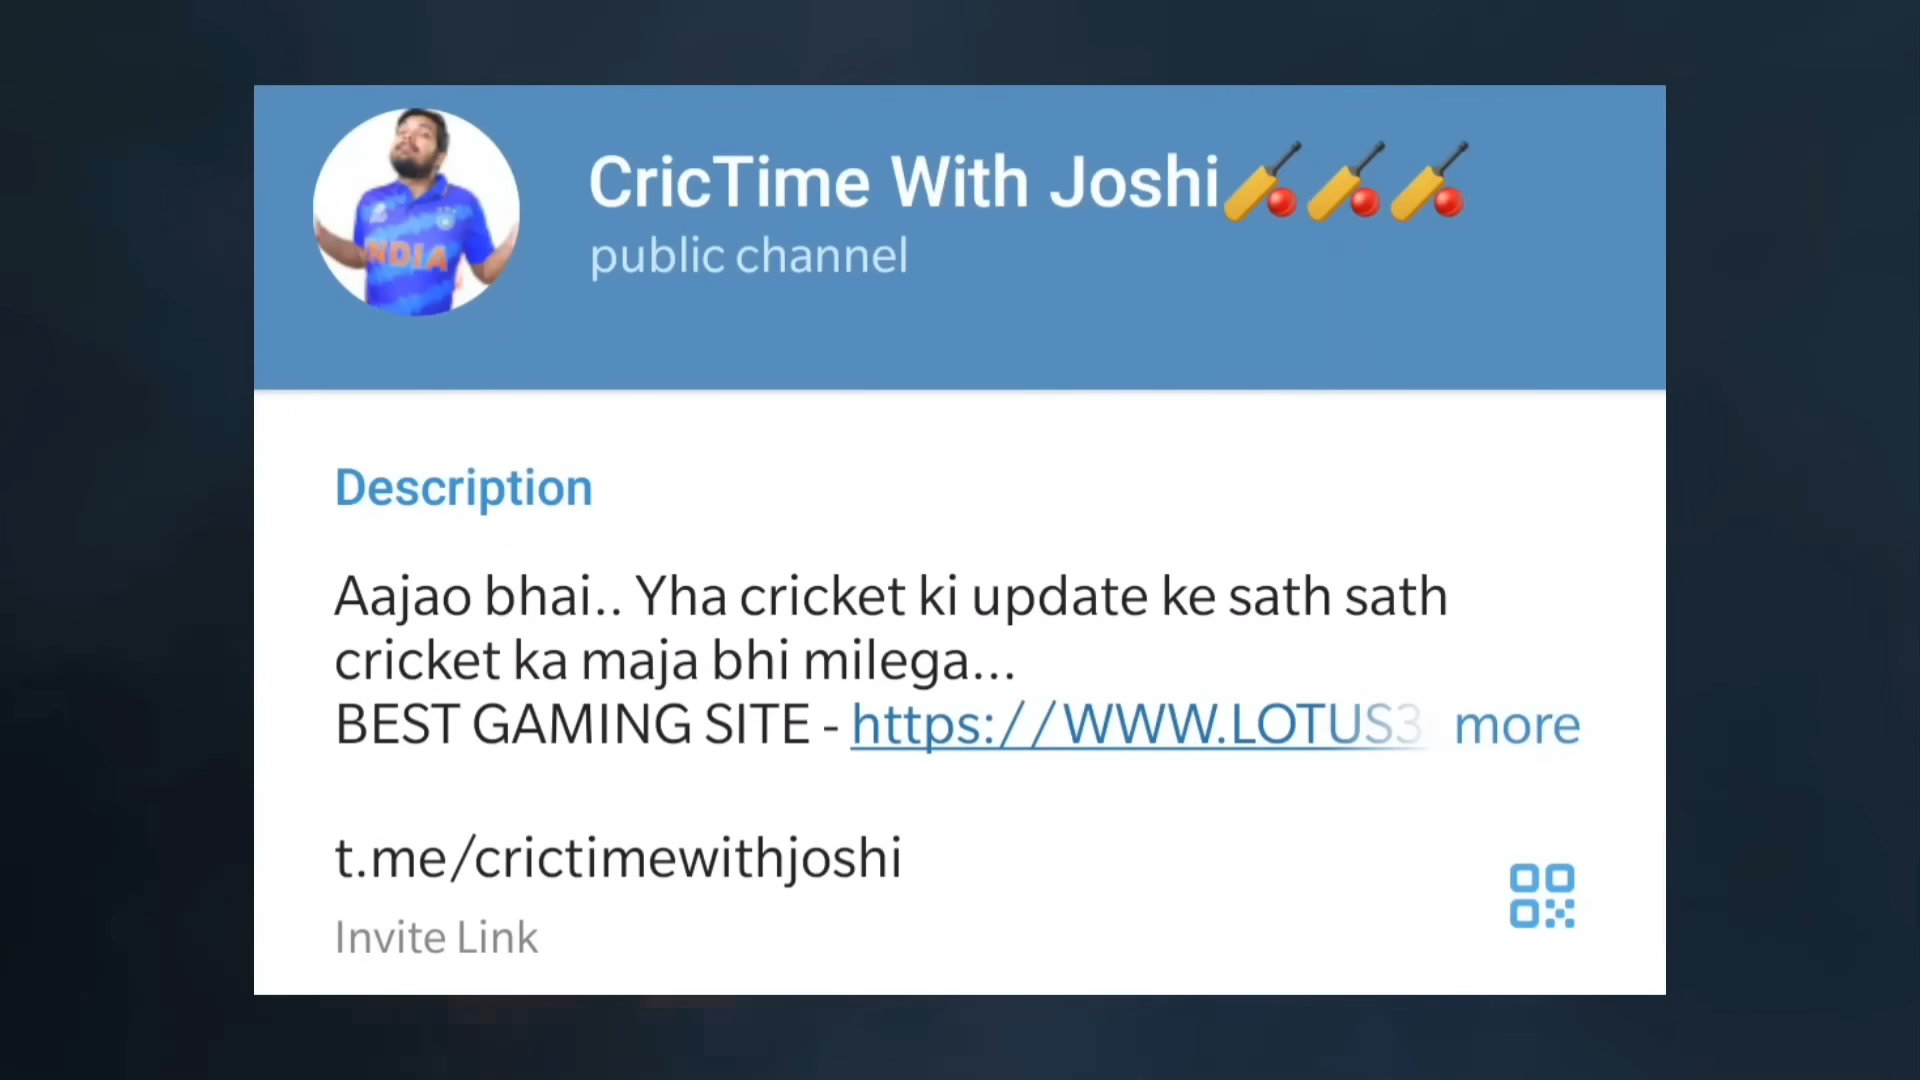 CricTime With Joshi🏏🏏🏏
public channel
INDIA
Description
Aajao bhai.. Yha cricket ki update ke sath sath
cricket ka maja bhi milega...
BEST GAMING SITE - https://WWW.LOTUS3 more
t.me/crictimewithjoshi
Invite Link